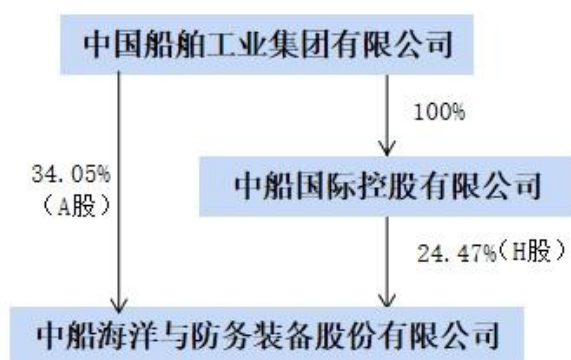 中国船舶工业集团有限公司
100%
34.05%
（A股）
中船国际控股有限公司
24.47%（H股）
中船海洋与防务装备股份有限公司